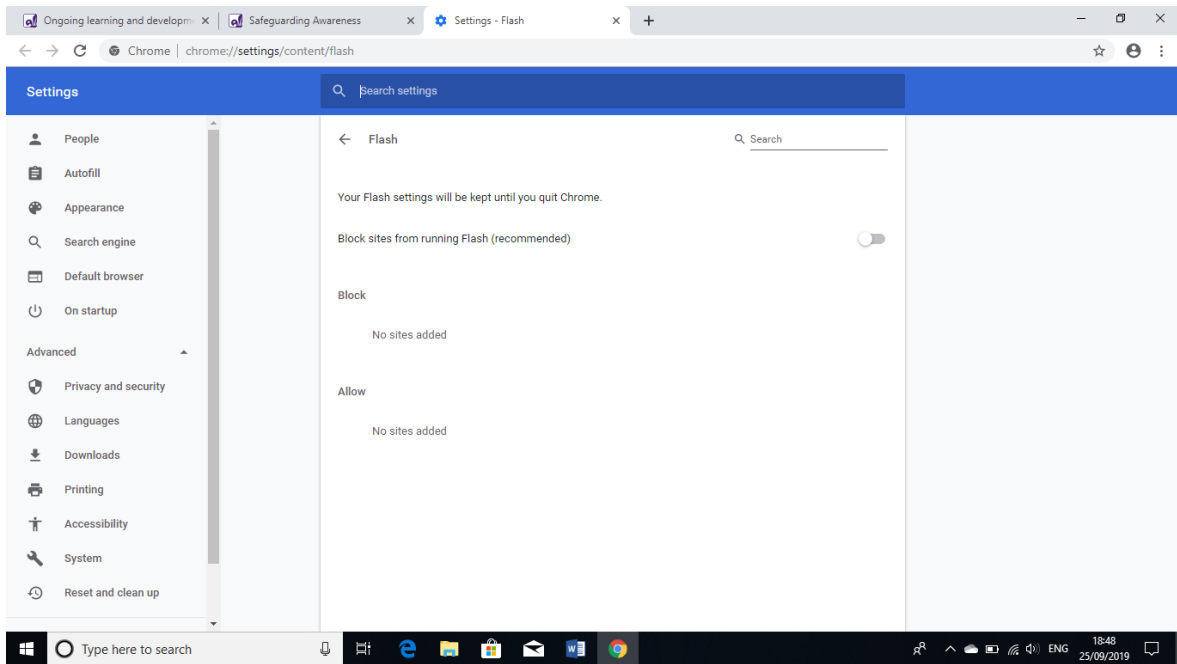 Ongoing learning and developm
Safeguarding Awareness
Settings - Flash
Chrome | chrome://settings/content/flash
Settings
Search settings
People
Autofill
Appearance
Search engine
Default browser
On startup
Advanced
Privacy and security
Languages
Downloads
Printing
Accessibility
System
Reset and clean up
Flash
Search
Your Flash settings will be kept until you quit Chrome.
Block sites from running Flash (recommended)
Block
No sites added
Allow
No sites added
Type here to search
ENG
18:48
25/09/2019